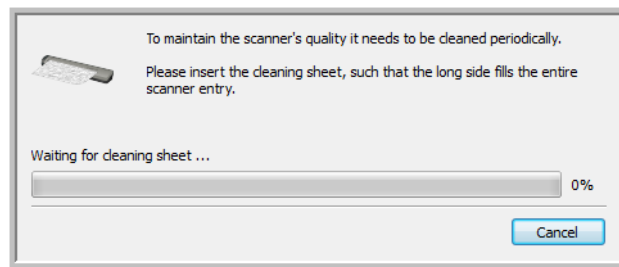 To maintain the scanner's quality it needs to be cleaned periodically.
Please insert the cleaning sheet, such that the long side fills the entire
scanner entry.
Waiting for cleaning sheet ...
0%
Cancel